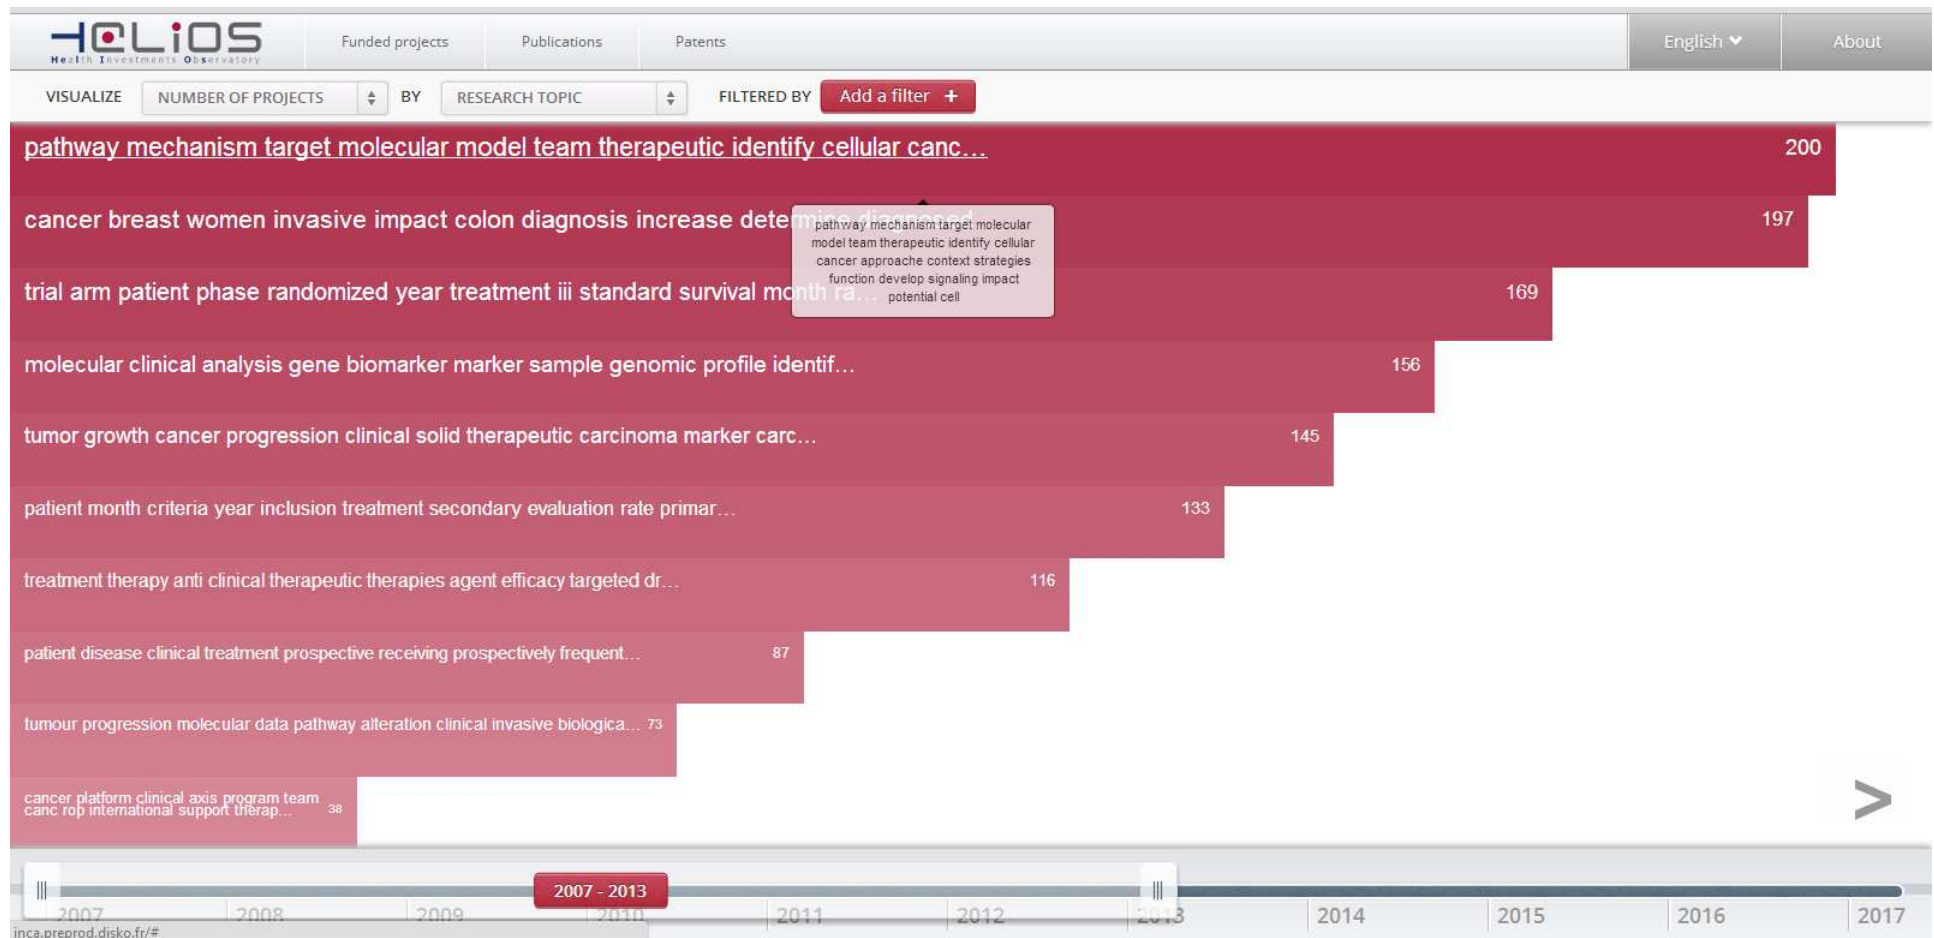 HELiOS
Health Investments Observatory
Funded projects
Publications
Patents
English
About
VISUALIZE
NUMBER OF PROJECTS
BY
RESEARCH TOPIC
FILTERED BY
Add a filter +
pathway mechanism target molecular model team therapeutic identify cellular canc...
200
cancer breast women invasive impact colon diagnosis increase determine diagnosed
197
pathway mechanism target molecular
model team therapeutic identify cellular
cancer approache context strategies
function develop signaling impact
potential cell
trial arm patient phase randomized year treatment iii standard survival month ra...
169
molecular clinical analysis gene biomarker marker sample genomic profile identif...
156
tumor growth cancer progression clinical solid therapeutic carcinoma marker carc...
145
patient month criteria year inclusion treatment secondary evaluation rate primar...
133
treatment therapy anti clinical therapeutic therapies agent efficacy targeted dr...
116
patient disease clinical treatment prospective receiving prospectively frequent...
87
tumour progression molecular data pathway alteration clinical invasive biologica...
73
cancer platform clinical axis program team
canc rop international support therap...
38
>
2007 - 2013
2007
2008
2009
2010
2011
2012
2013
2014
2015
2016
2017
inca.preprod.disko.fr/#